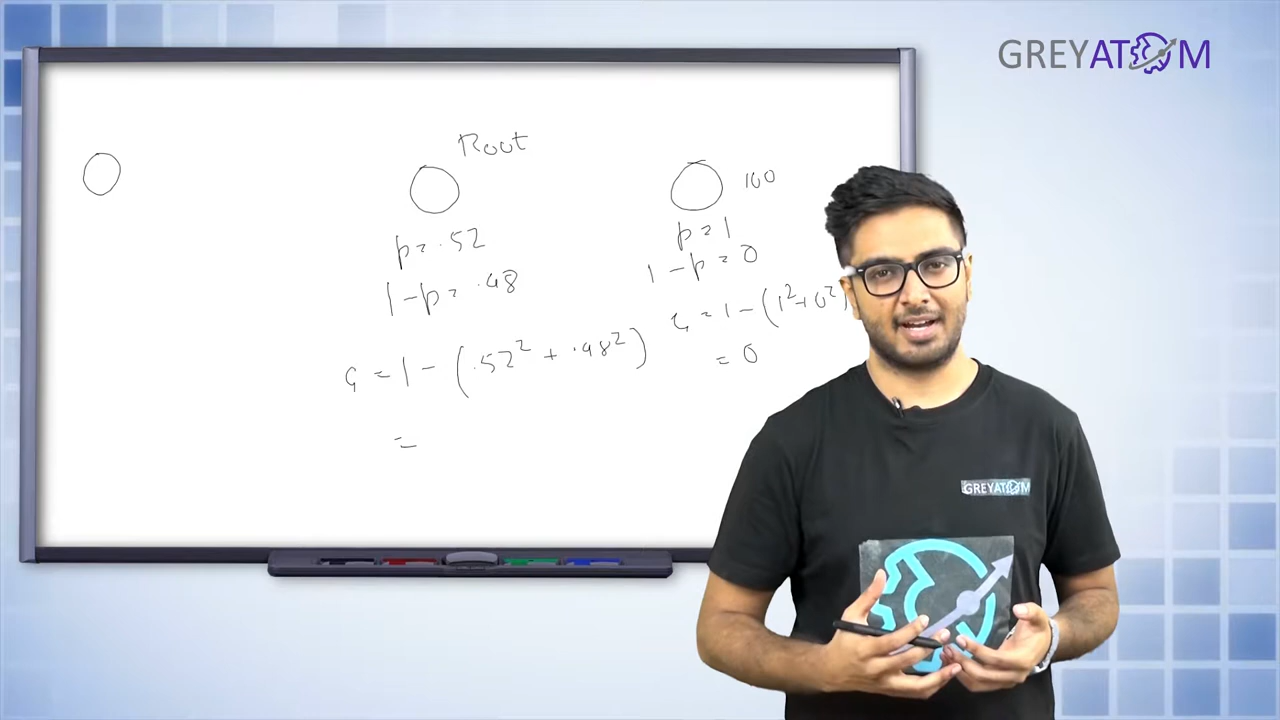 GREYATOM
Root
p = .52
1 - p = .48
G = 1 - (.52² + .48²)
=
100
p = 1
1 - p = 0
G = 1 - (1² + 0²)
= 0
GREYATOM